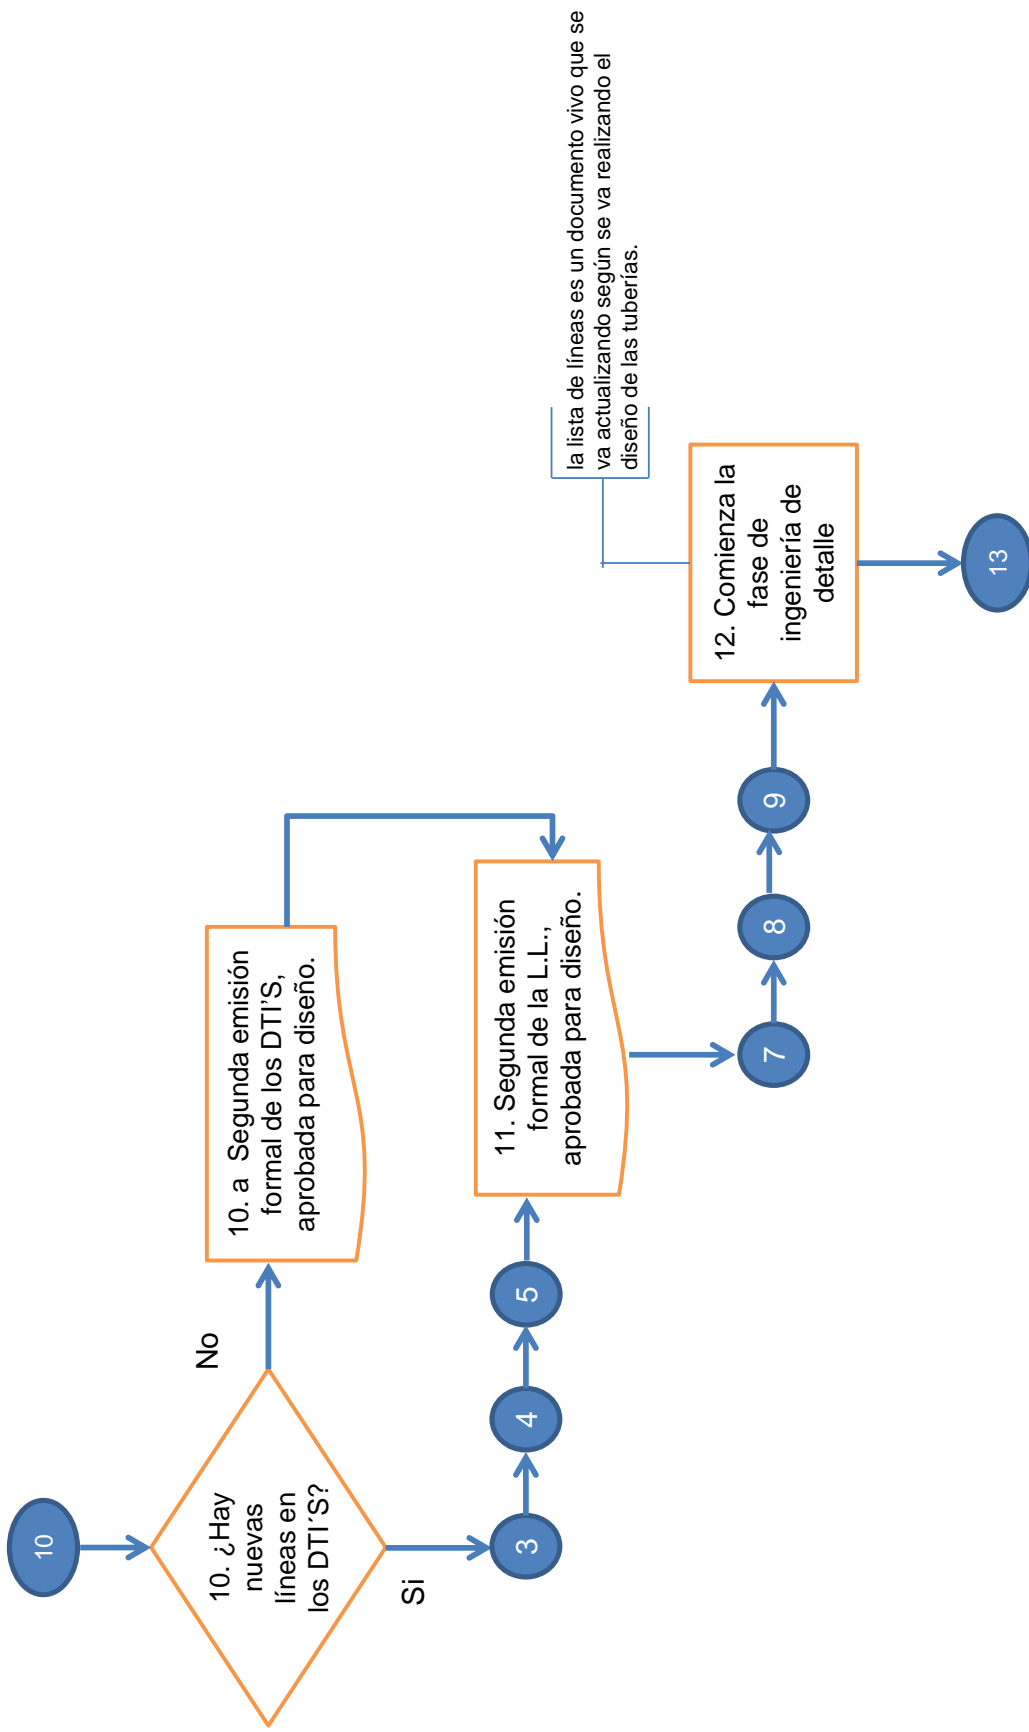 10
10. ¿Hay
nuevas
líneas en
los DTI´S?
No
Si
10. a  Segunda emisión
formal de los DTI'S,
aprobada para diseño.
3
4
5
11. Segunda emisión
formal de la L.L.,
aprobada para diseño.
7
8
9
12. Comienza la
fase de
ingeniería de
detalle
la lista de líneas es un documento vivo que se
va actualizando según se va realizando el
diseño de las tuberías.
13